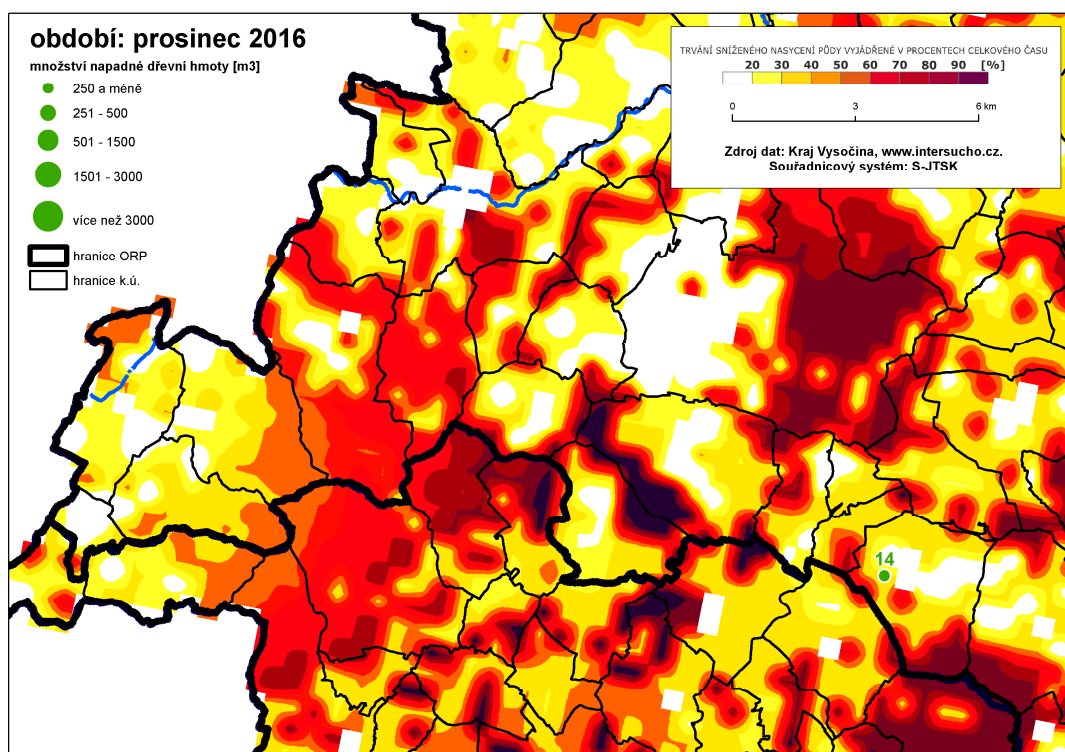 období: prosinec 2016
množství napadné dřevní hmoty [m3]
250 a méně
251 - 500
501 - 1500
1501 - 3000
více než 3000
hranice ORP
hranice k.ú.
TRVÁNÍ SNÍŽENÉHO NASYCENÍ PŮDY VYJÁDŘENÉ V PROCENTECH CELKOVÉHO ČASU
20 30 40 50 60 70 80 90 [%]
0 3 6 km
Zdroj dat: Kraj Vysočina, www.intersucho.cz.
Souřadnicový systém: S-JTSK
14